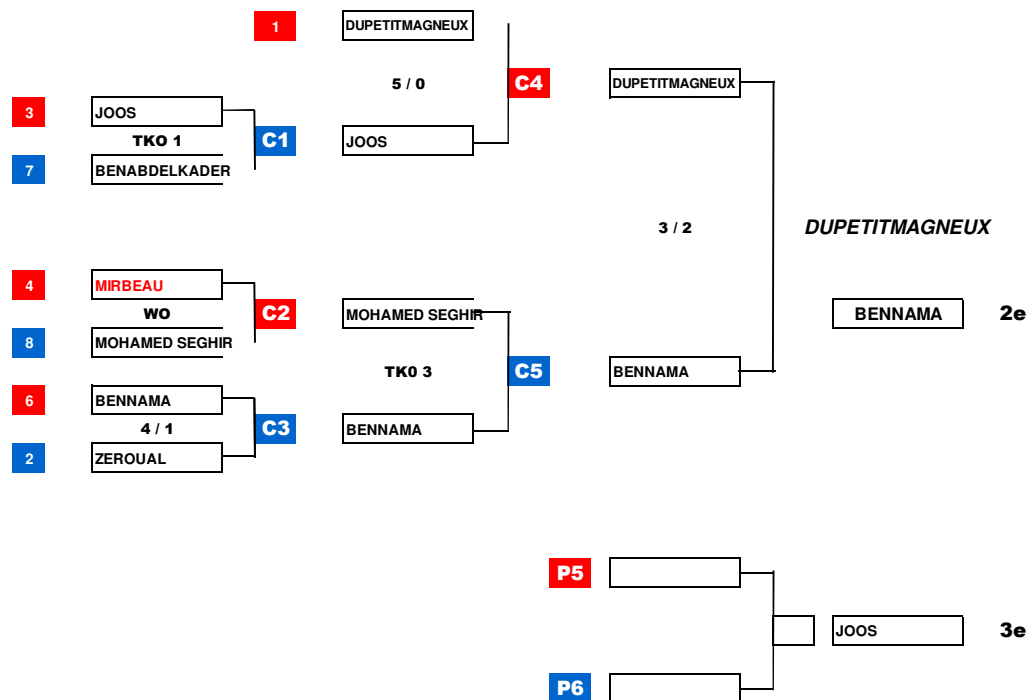 1 DUPETITMAGNEUX
5 / 0 C4 DUPETITMAGNEUX
3 JOOS
TKO 1 C1 JOOS
7 BENABDELKADER
3 / 2 DUPETITMAGNEUX
4 MIRBEAU
WO C2 MOHAMED SEGHIR BENNAMA 2e
8 MOHAMED SEGHIR
TK0 3 C5 BENNAMA
6 BENNAMA
4 / 1 C3 BENNAMA
2 ZEROUAL
P5
JOOS 3e
P6